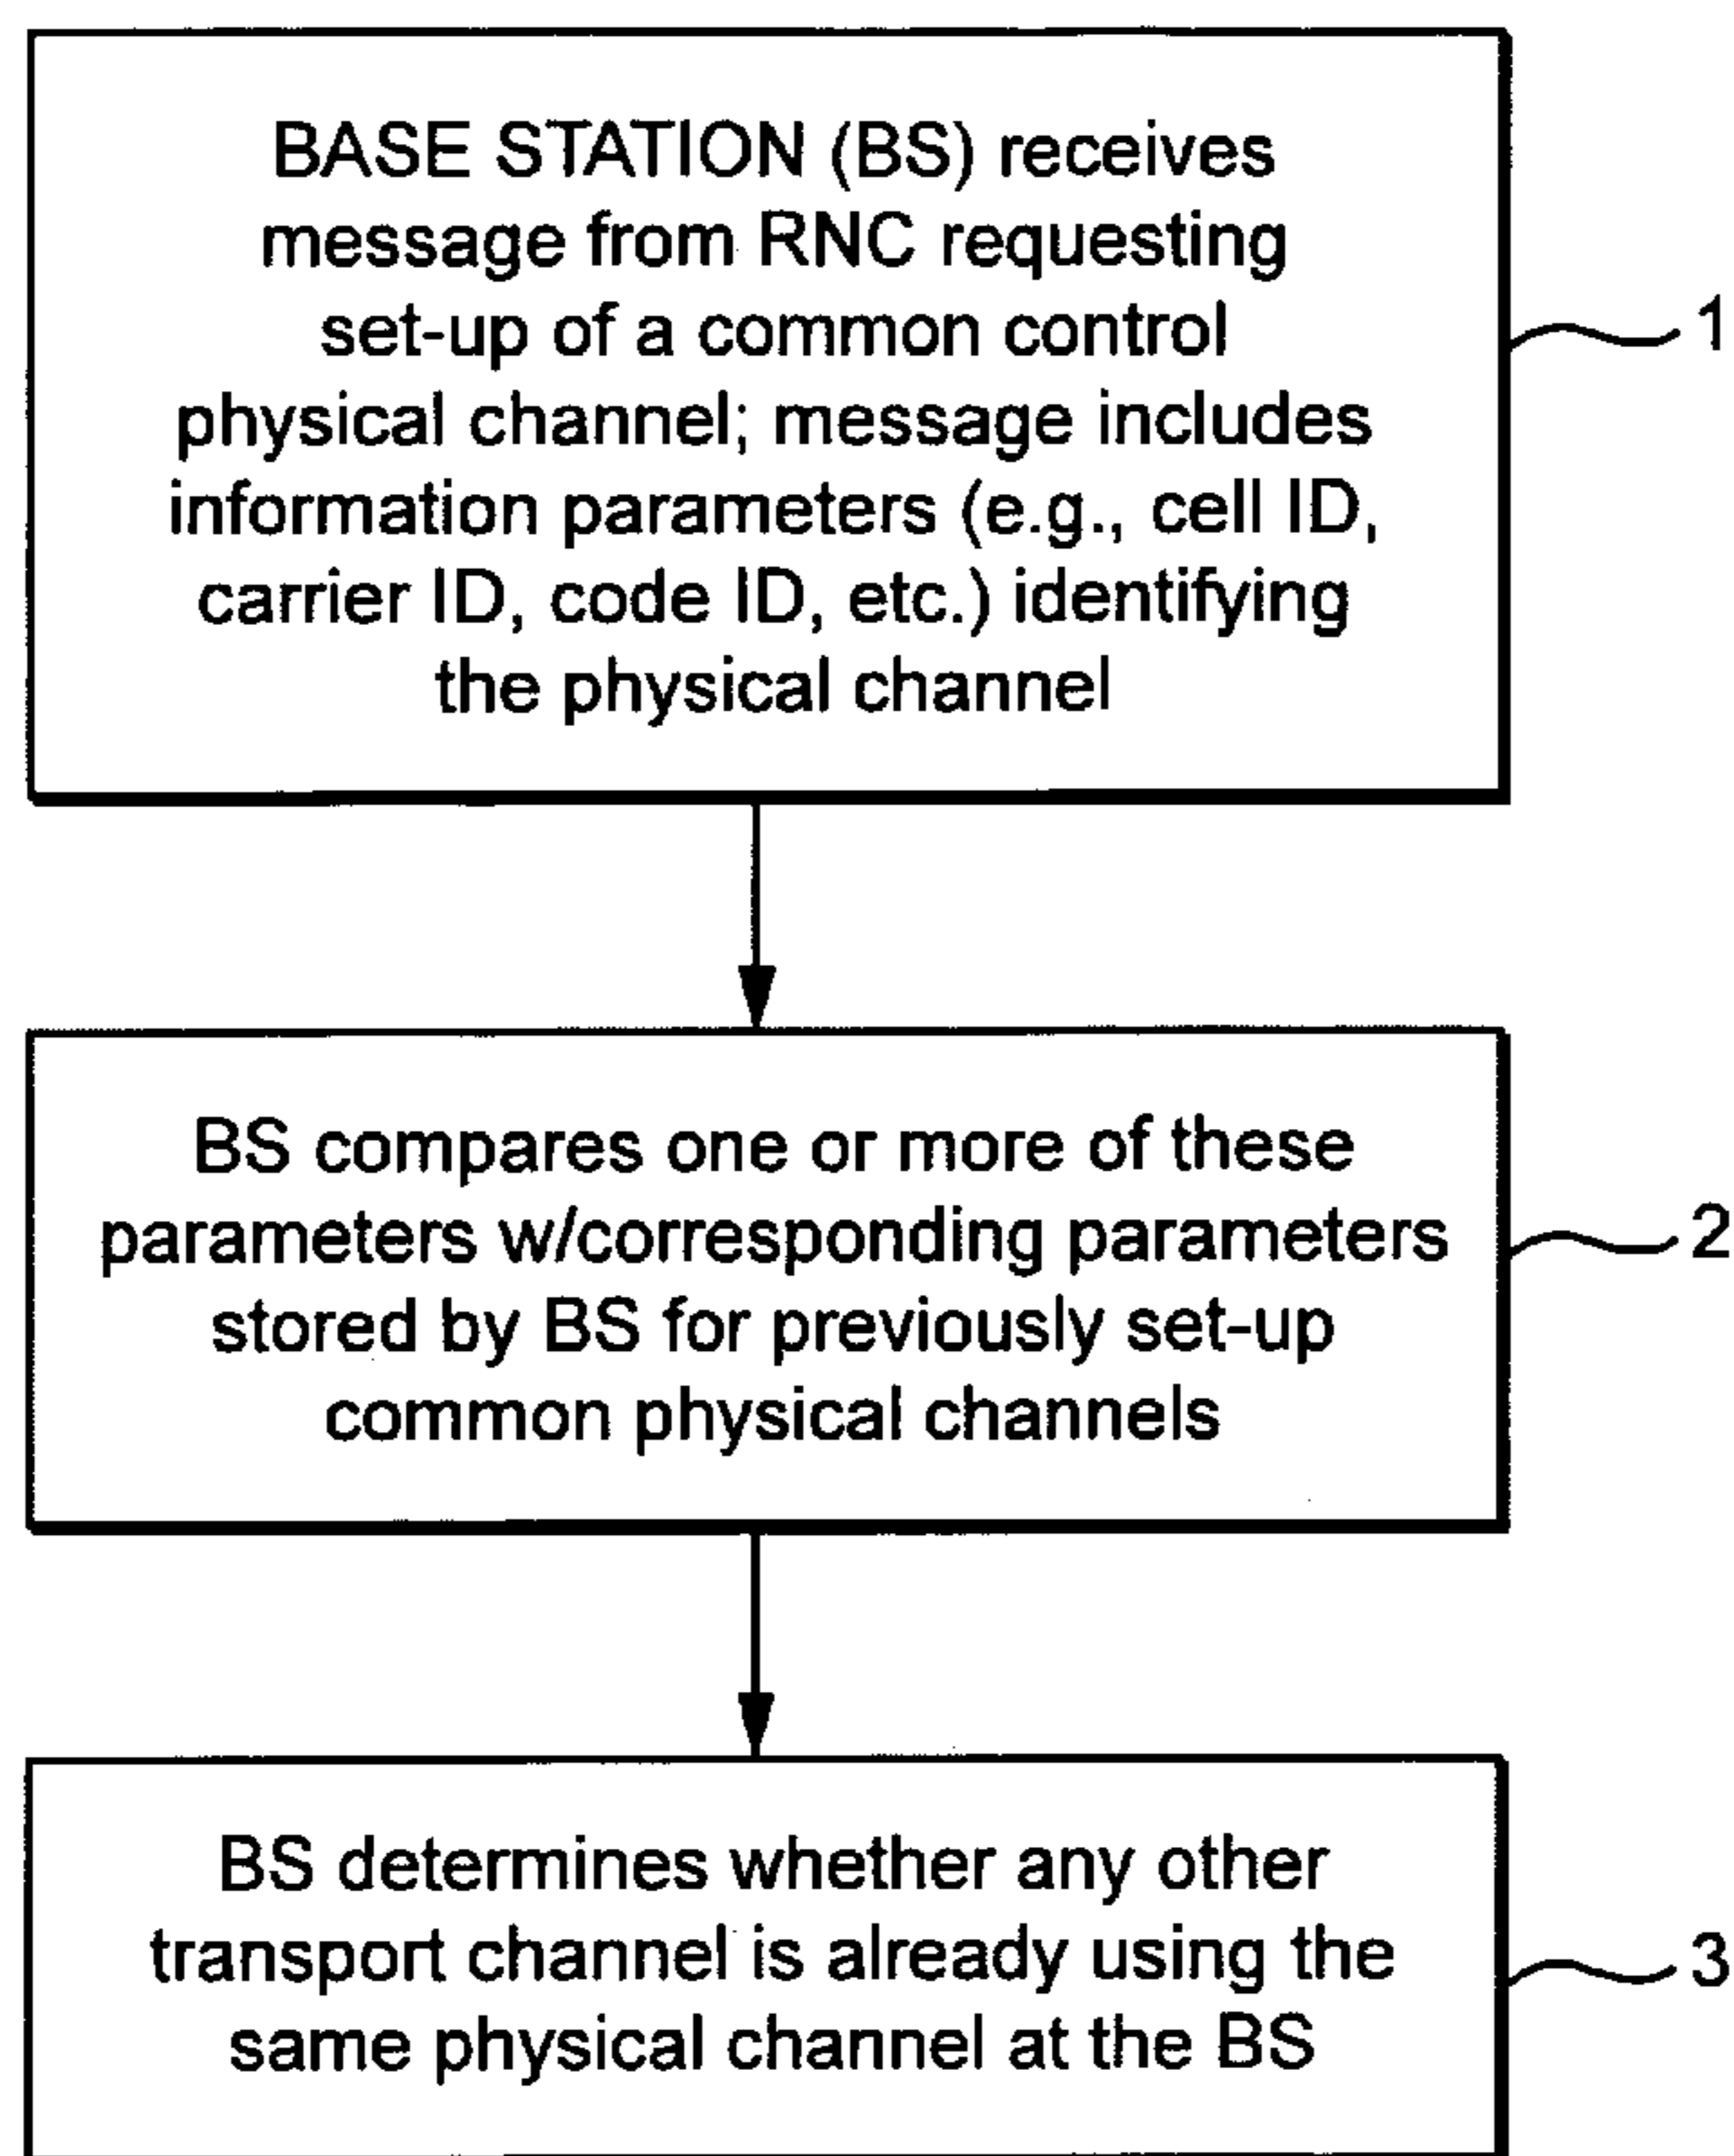 BASE STATION (BS) receives
message from RNC requesting
set-up of a common control
physical channel; message includes
information parameters (e.g., cell ID,
carrier ID, code ID, etc.) identifying
the physical channel
1
BS compares one or more of these
parameters w/corresponding parameters
stored by BS for previously set-up
common physical channels
2
BS determines whether any other
transport channel is already using the
same physical channel at the BS
3